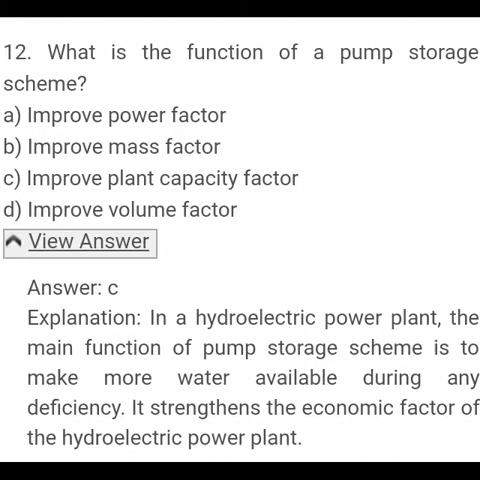 12. What is the function of a pump storage
scheme?
a) Improve power factor
b) Improve mass factor
c) Improve plant capacity factor
d) Improve volume factor
View Answer
Answer: c
Explanation: In a hydroelectric power plant, the
main function of pump storage scheme is to
make more water available during any
deficiency. It strengthens the economic factor of
the hydroelectric power plant.